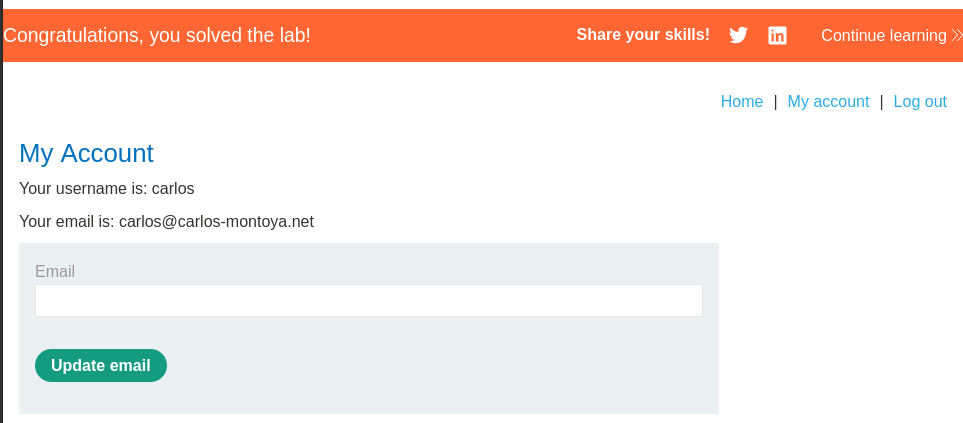 Congratulations, you solved the lab!
Share your skills!
Continue learning
Home | My account | Log out
My Account
Your username is: carlos
Your email is: carlos@carlos-montoya.net
Email
Update email